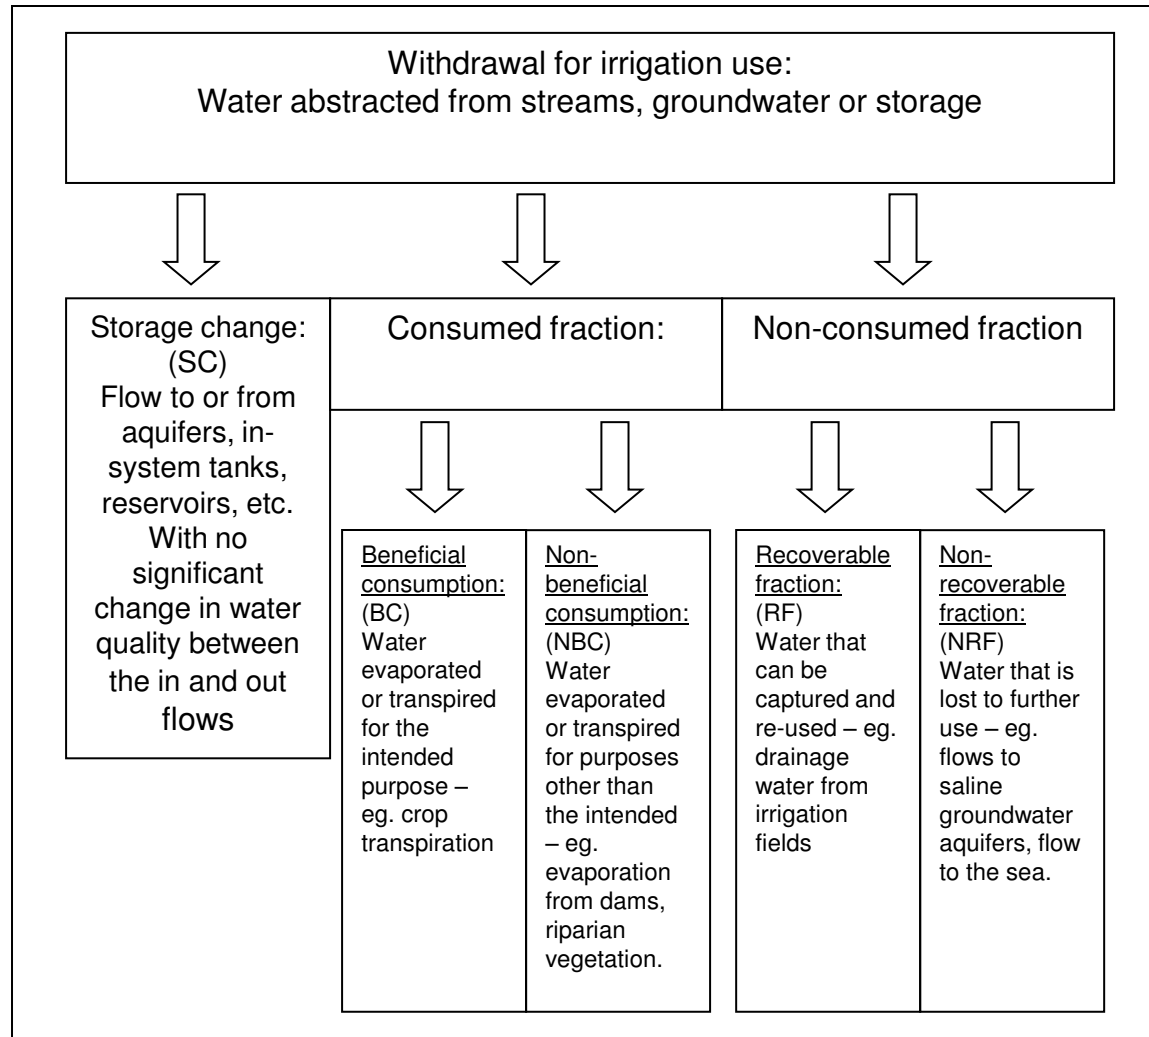 Withdrawal for irrigation use:
Water abstracted from streams, groundwater or storage
Storage change:
(SC)
Flow to or from
aquifers, in-
system tanks,
reservoirs, etc.
With no
significant
change in water
quality between
the in and out
flows
Consumed fraction:
Non-consumed fraction
Beneficial
consumption:
(BC)
Water
evaporated
or transpired
for the
intended
purpose –
eg. crop
transpiration
Non-
beneficial
consumption:
(NBC)
Water
evaporated
or transpired
for purposes
other than
the intended
– eg.
evaporation
from dams,
riparian
vegetation.
Recoverable
fraction:
(RF)
Water that
can be
captured and
re-used – eg.
drainage
water from
irrigation
fields
Non-
recoverable
fraction:
(NRF)
Water that is
lost to further
use – eg.
flows to
saline
groundwater
aquifers, flow
to the sea.